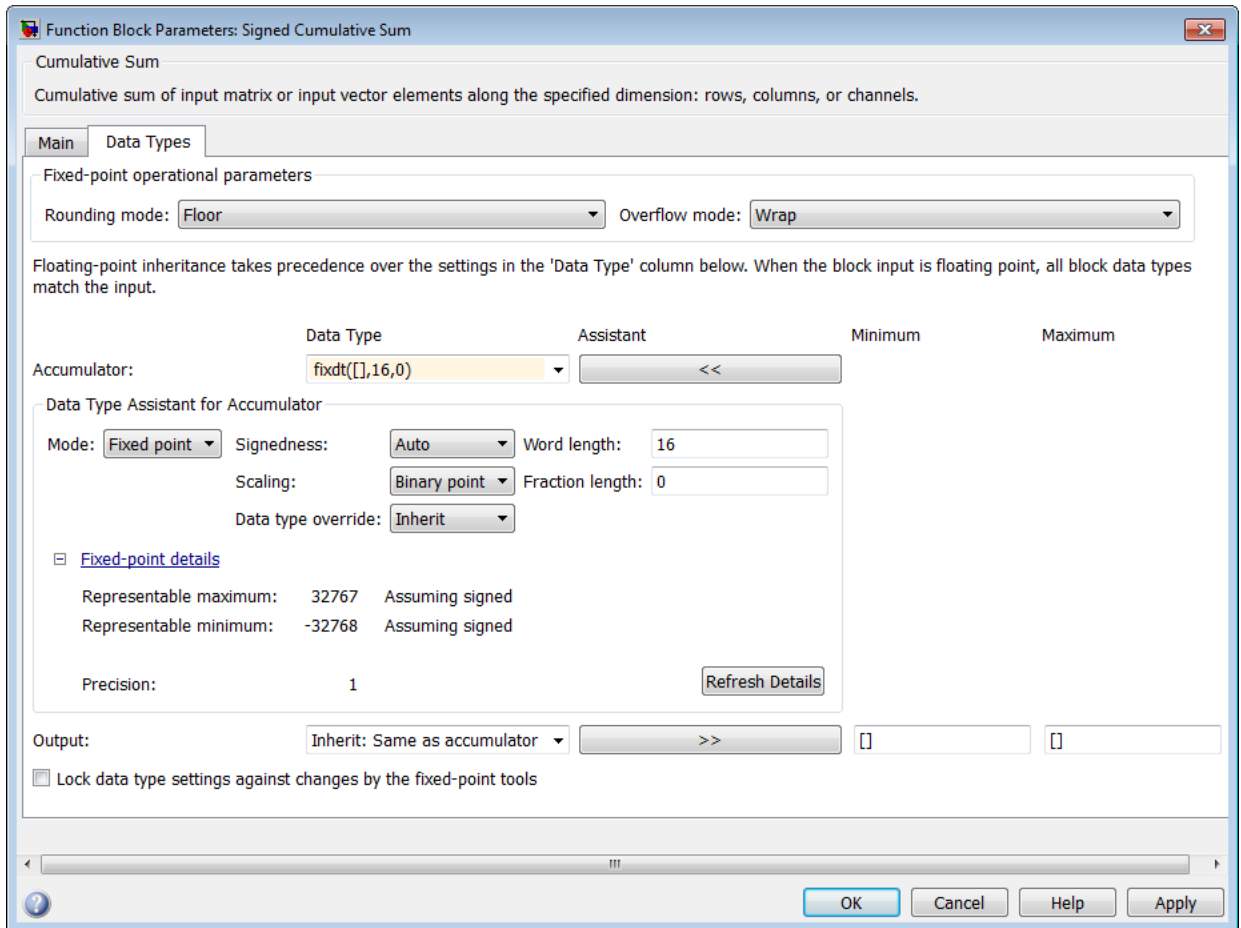 Function Block Parameters: Signed Cumulative Sum
Cumulative Sum
Cumulative sum of input matrix or input vector elements along the specified dimension: rows, columns, or channels.
Main Data Types
Fixed-point operational parameters
Rounding mode: Floor Overflow mode: Wrap
Floating-point inheritance takes precedence over the settings in the 'Data Type' column below. When the block input is floating point, all block data types
match the input.
Data Type Assistant Minimum Maximum
Accumulator: fixdt([],16,0) <<
Data Type Assistant for Accumulator
Mode: Fixed point Signedness: Auto Word length: 16
Scaling: Binary point Fraction length: 0
Data type override: Inherit
Fixed-point details
Representable maximum: 32767 Assuming signed
Representable minimum: -32768 Assuming signed
Precision: 1 Refresh Details
Output: Inherit: Same as accumulator >> [] []
Lock data type settings against changes by the fixed-point tools
? OK Cancel Help Apply